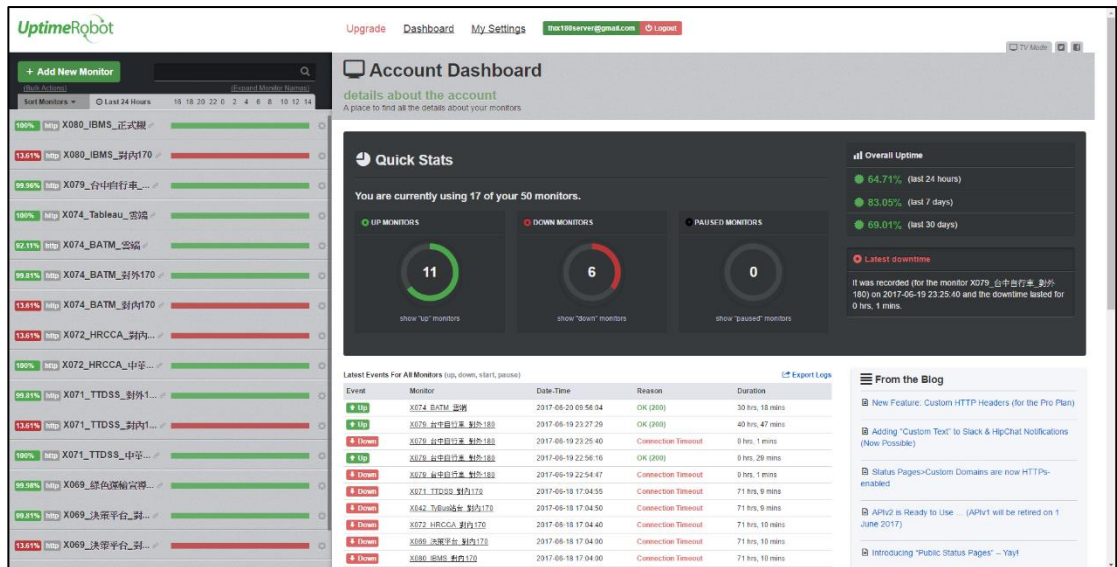 UptimeRobot
Upgrade Dashboard My Settings thix180server@gmail.com Logout
TV Mode
+ Add New Monitor
(Bulk Actions) (Expand Monitor Names)
Sort Monitors Last 24 Hours 16 18 20 22 0 2 4 6 8 10 12 14
100% http X080_IBMS_正式機
13.61% http X080_IBMS_對內170
99.96% http X079_台中自行車_...
100% http X074_Tableau_雲端
92.11% http X074_BATM_雲端
99.81% http X074_BATM_對外170
13.61% http X074_BATM_對內170
13.61% http X072_HRCCA_對內...
100% http X072_HRCCA_中華...
99.81% http X071_TTDSS_對外1...
13.61% http X071_TTDSS_對內1...
100% http X071_TTDSS_中華...
99.98% http X069_綠色運輸宣導...
99.81% http X069_決策平台_對...
13.61% http X069_決策平台_對...
Account Dashboard
details about the account
A place to find all the details about your monitors
Quick Stats
You are currently using 17 of your 50 monitors.
UP MONITORS DOWN MONITORS PAUSED MONITORS
11 6 0
show "up" monitors show "down" monitors show "paused" monitors
Overall Uptime
64.71% (last 24 hours)
83.05% (last 7 days)
69.01% (last 30 days)
Latest downtime
It was recorded (for the monitor X079_台中自行車_對外
180) on 2017-06-19 23:25:40 and the downtime lasted for
0 hrs, 1 mins.
Latest Events For All Monitors (up, down, start, pause) Export Logs
Event Monitor Date-Time Reason Duration
Up X074_BATM_雲端 2017-06-20 09:56:04 OK (200) 30 hrs, 18 mins
Up X079_台中自行車_對外180 2017-06-19 23:27:29 OK (200) 40 hrs, 47 mins
Down X079_台中自行車_對外180 2017-06-19 23:25:40 Connection Timeout 0 hrs, 1 mins
Up X079_台中自行車_對外180 2017-06-19 22:56:16 OK (200) 0 hrs, 29 mins
Down X079_台中自行車_對外180 2017-06-19 22:54:47 Connection Timeout 0 hrs, 1 mins
Down X071_TTDSS_對內170 2017-06-18 17:04:55 Connection Timeout 71 hrs, 9 mins
Down X042_TyBus站台_對內170 2017-06-18 17:04:50 Connection Timeout 71 hrs, 9 mins
Down X072_HRCCA_對內170 2017-06-18 17:04:40 Connection Timeout 71 hrs, 10 mins
Down X069_決策平台_對內170 2017-06-18 17:04:00 Connection Timeout 71 hrs, 10 mins
Down X080_IBMS_對內170 2017-06-18 17:04:00 Connection Timeout 71 hrs, 10 mins
From the Blog
New Feature: Custom HTTP Headers (for the Pro Plan)
Adding "Custom Text" to Slack & HipChat Notifications
(Now Possible)
Status Pages>Custom Domains are now HTTPs-
enabled
APIv2 is Ready to Use ... (APIv1 will be retired on 1
June 2017)
Introducing "Public Status Pages" – Yay!